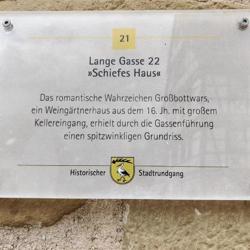 21
Lange Gasse 22
»Schiefes Haus«
Das romantische Wahrzeichen Großbottwars,
ein Weingärtnerhaus aus dem 16. Jh. mit großem
Kellereingang, erhielt durch die Gassenführung
einen spitzwinkligen Grundriss.
Historischer Stadtrundgang